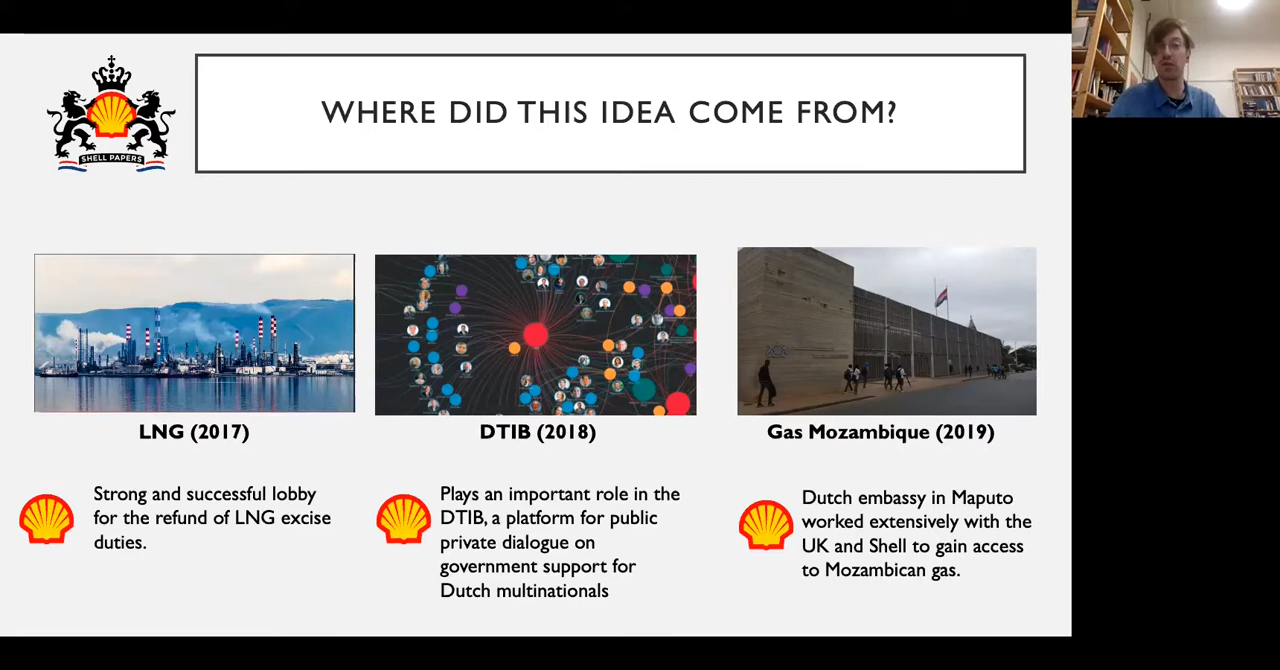 WHERE DID THIS IDEA COME FROM?
SHELL PAPERS
LNG (2017)
Strong and successful lobby
for the refund of LNG excise
duties.
DTIB (2018)
Plays an important role in the
DTIB, a platform for public
private dialogue on
government support for
Dutch multinationals
Gas Mozambique (2019)
Dutch embassy in Maputo
worked extensively with the
UK and Shell to gain access
to Mozambican gas.